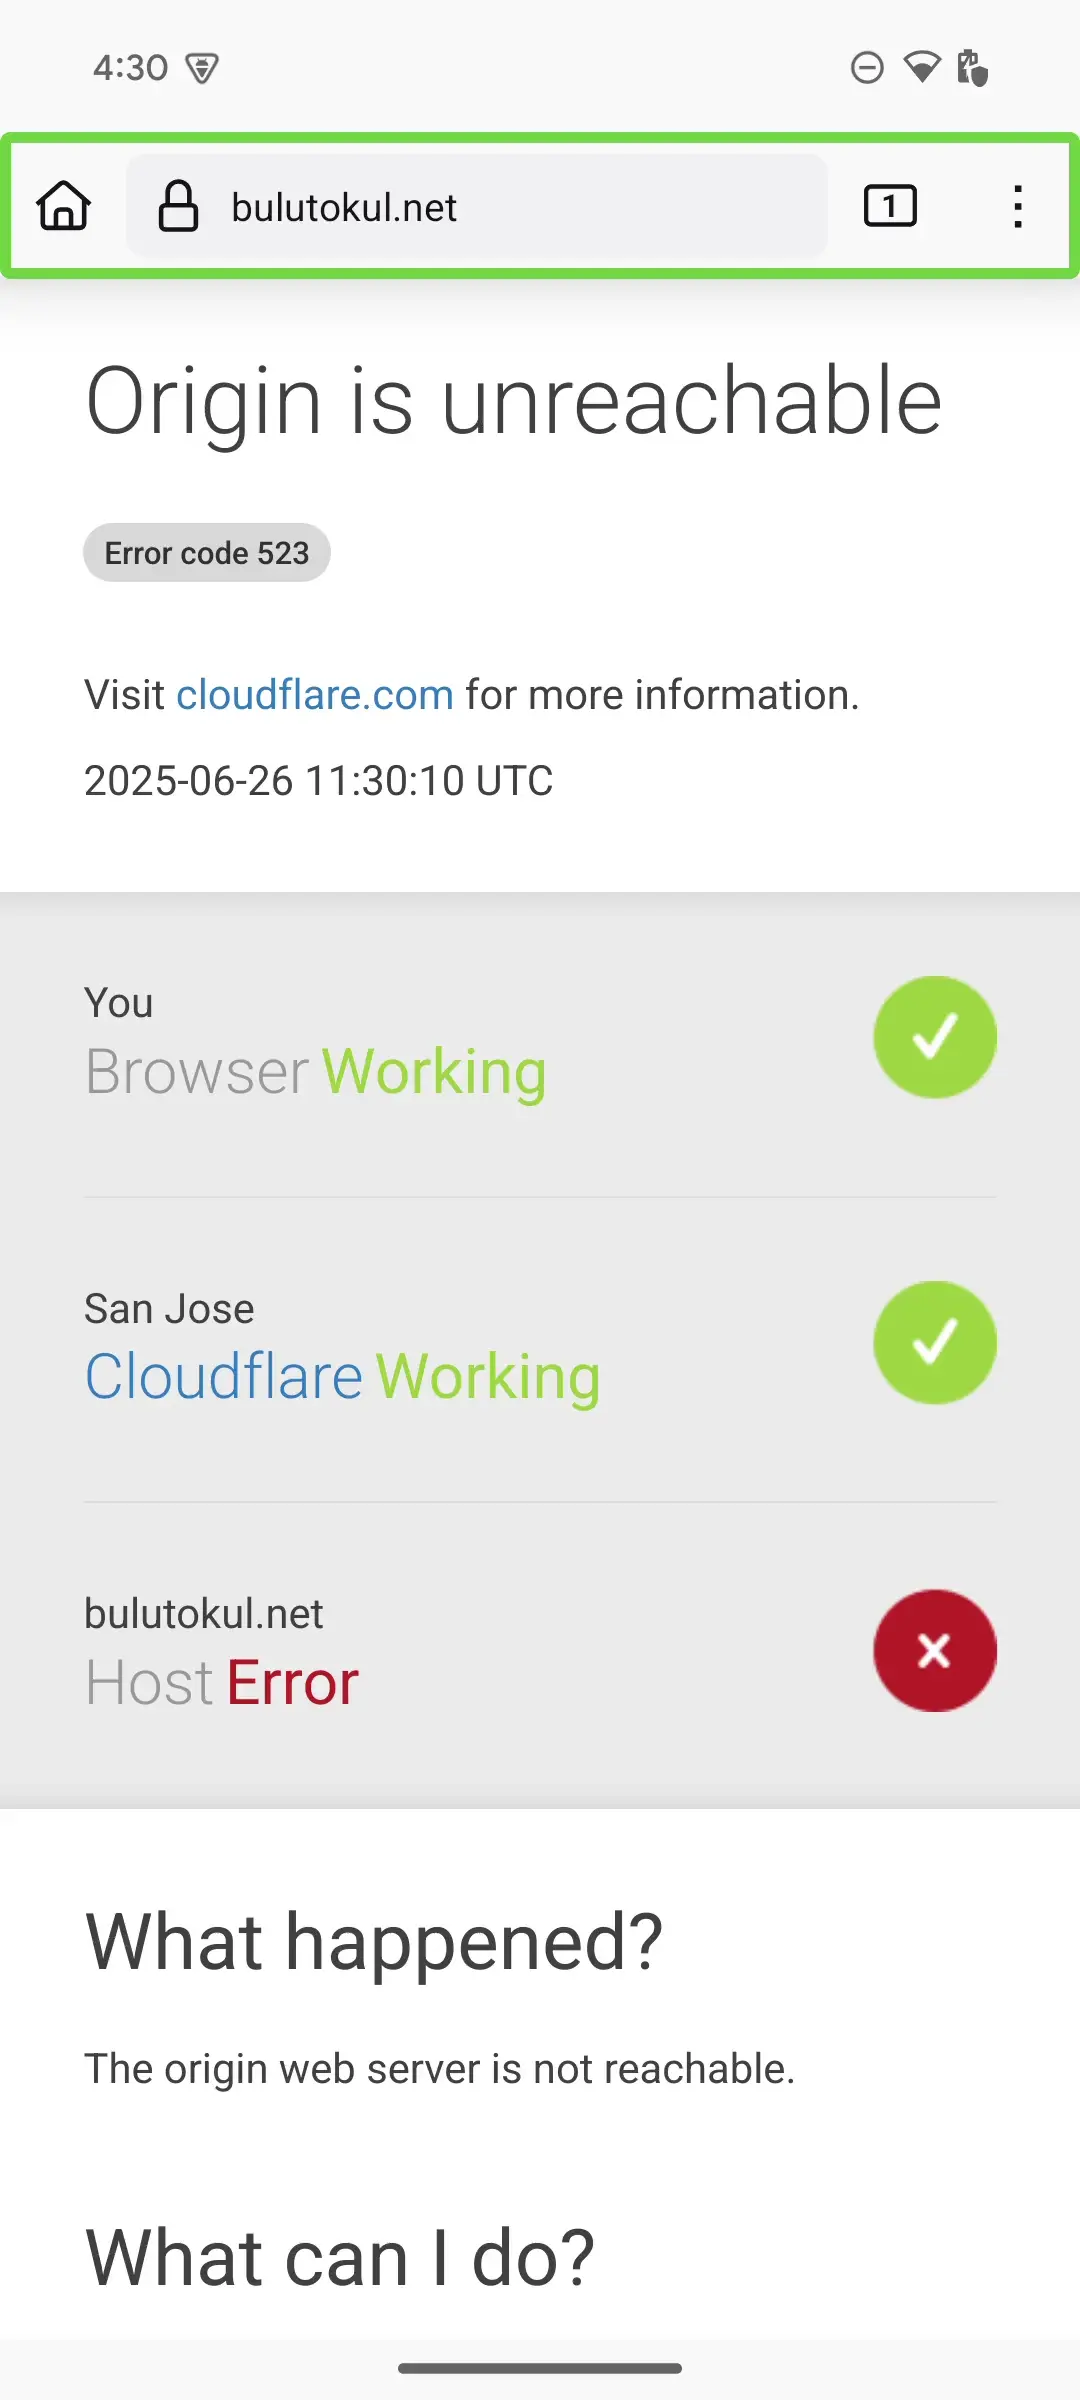 4:30
bulutokul.net
1
Origin is unreachable
Error code 523
Visit cloudflare.com for more information.
2025-06-26 11:30:10 UTC
You
Browser Working
San Jose
Cloudflare Working
bulutokul.net
Host Error
What happened?
The origin web server is not reachable.
What can I do?